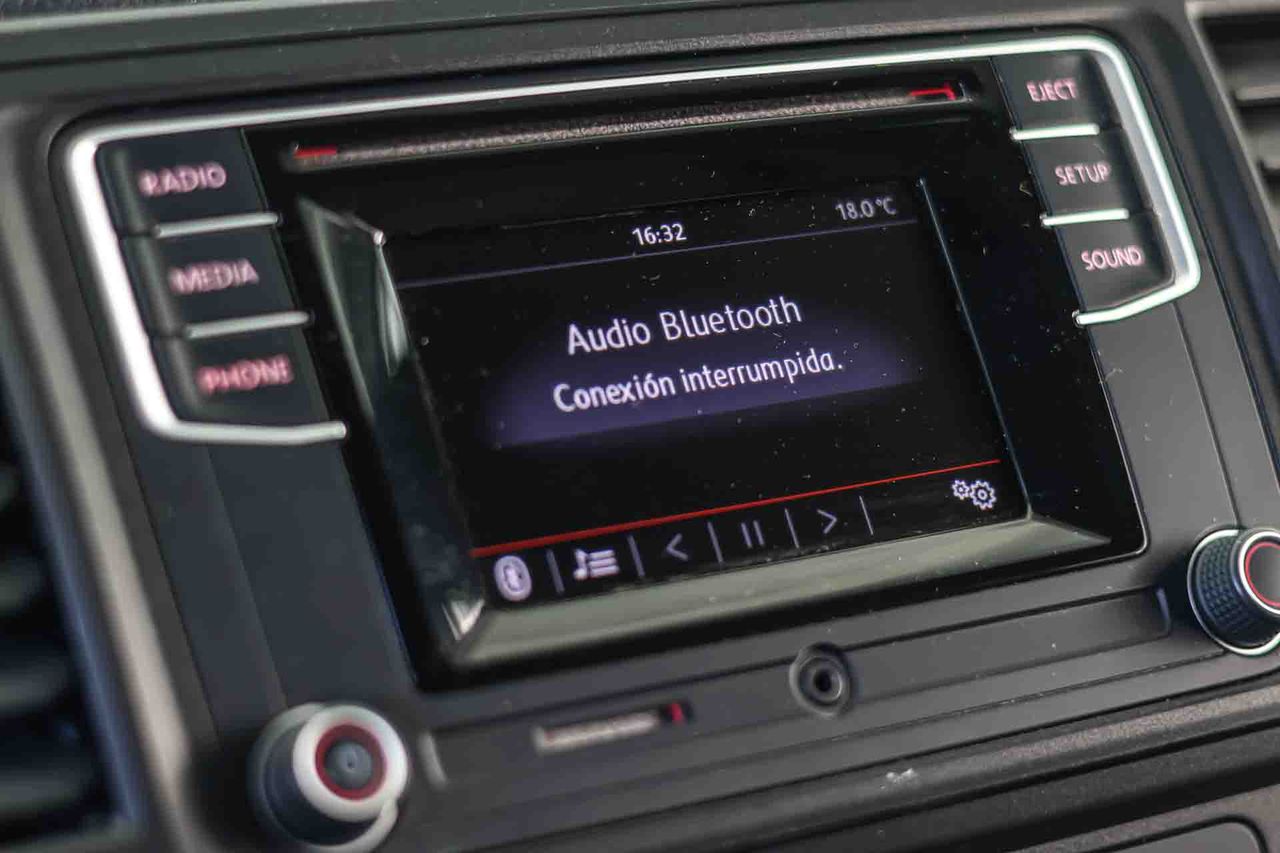 RADIO
MEDIA
PHONE
EJECT
SETUP
SOUND
16:32
18.0°C
Audio Bluetooth
Conexión interrumpida.